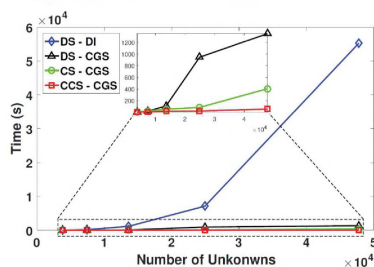 6 ×10⁴
DS - DI
DS - CGS
CS - CGS
CCS - CGS
1200
1000
800
600
400
200
1 2 3 4 5
×10⁴
5
4
3
2
1
0
Time (s)
0 1 2 3 4 5
Number of Unkonwns
×10⁴